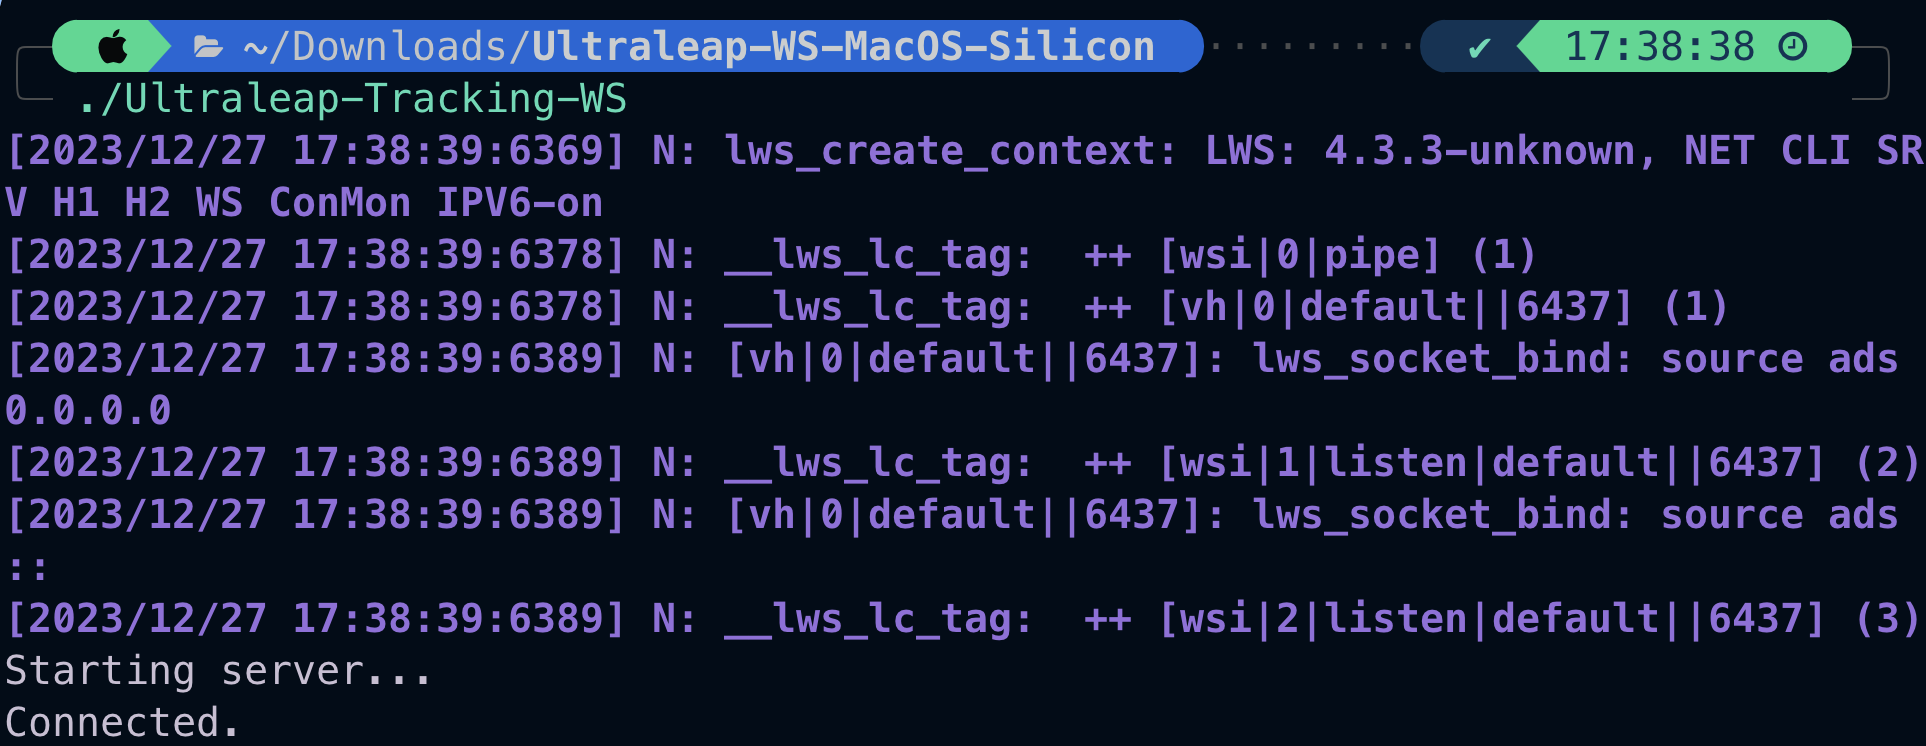 ~/Downloads/Ultraleap-WS-MacOS-Silicon ✔ 17:38:38
./Ultraleap-Tracking-WS
[2023/12/27 17:38:39:6369] N: lws_create_context: LWS: 4.3.3-unknown, NET CLI SR
V H1 H2 WS ConMon IPV6-on
[2023/12/27 17:38:39:6378] N: __lws_lc_tag:  ++ [wsi|0|pipe] (1)
[2023/12/27 17:38:39:6378] N: __lws_lc_tag:  ++ [vh|0|default||6437] (1)
[2023/12/27 17:38:39:6389] N: [vh|0|default||6437]: lws_socket_bind: source ads
0.0.0.0
[2023/12/27 17:38:39:6389] N: __lws_lc_tag:  ++ [wsi|1|listen|default||6437] (2)
[2023/12/27 17:38:39:6389] N: [vh|0|default||6437]: lws_socket_bind: source ads
::
[2023/12/27 17:38:39:6389] N: __lws_lc_tag:  ++ [wsi|2|listen|default||6437] (3)
Starting server...
Connected.